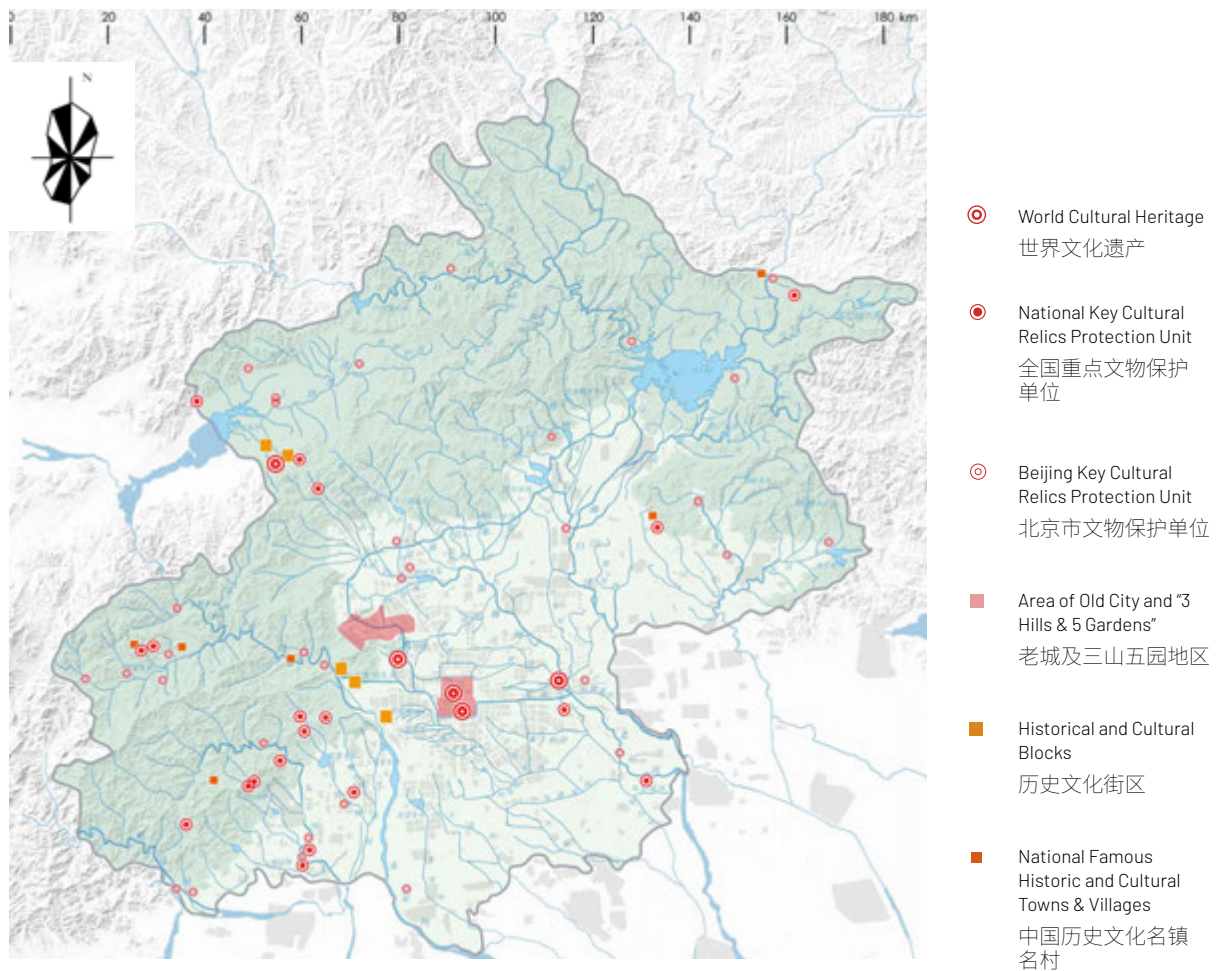 0 20 40 60 80 100 120 140 160 180 km
N
World Cultural Heritage
世界文化遗产
National Key Cultural
Relics Protection Unit
全国重点文物保护
单位
Beijing Key Cultural
Relics Protection Unit
北京市文物保护单位
Area of Old City and "3
Hills & 5 Gardens"
老城及三山五园地区
Historical and Cultural
Blocks
历史文化街区
National Famous
Historic and Cultural
Towns & Villages
中国历史文化名镇
名村